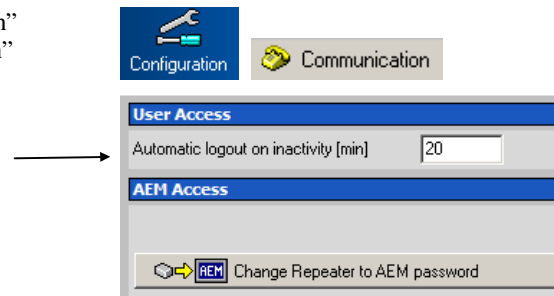 n”
n”
Configuration
Communication
User Access
Automatic logout on inactivity [min] 20
AEM Access
AEM Change Repeater to AEM password